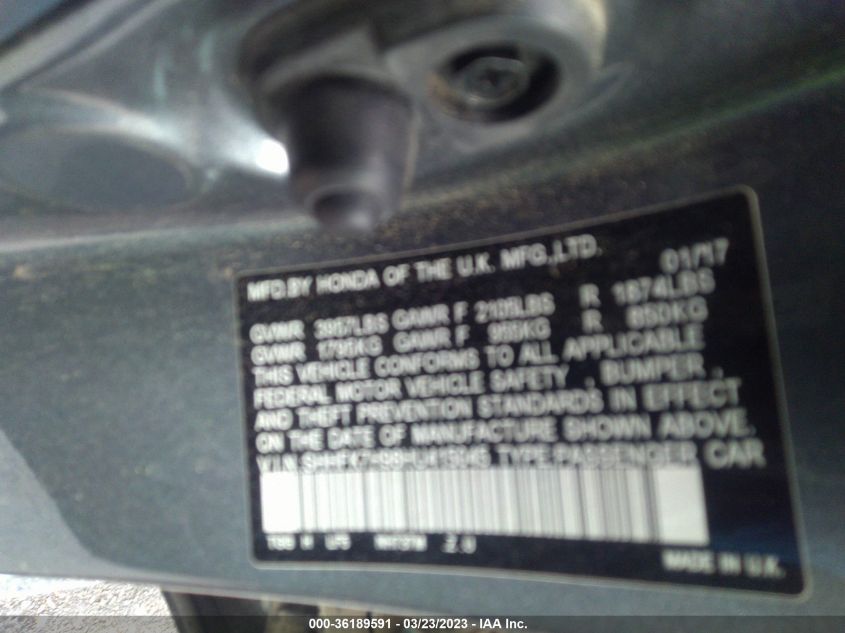 MFD.BY HONDA OF THE U.K. MFG.,LTD. 01/17
GVWR 3957LBS GAWR F 2105LBS R 1874LBS
GVWR 1795KG GAWR F 955KG R 850KG
THIS VEHICLE CONFORMS TO ALL APPLICABLE
FEDERAL MOTOR VEHICLE SAFETY , BUMPER ,
AND THEFT PREVENTION STANDARDS IN EFFECT
ON THE DATE OF MANUFACTURE SHOWN ABOVE.
V.I.N. TYPE:PASSENGER CAR
MADE IN U.K.
000-36189591 - 03/23/2023 - IAA Inc.